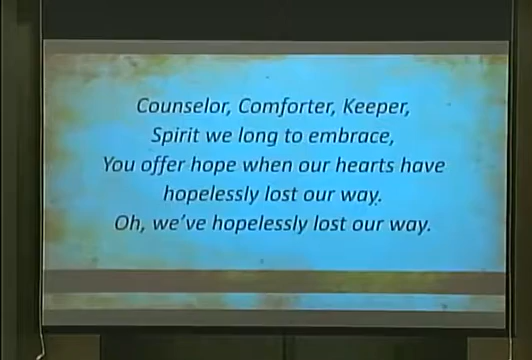 Counselor, Comforter, Keeper,
Spirit we long to embrace,
You offer hope when our hearts have
hopelessly lost our way.
Oh, we've hopelessly lost our way.